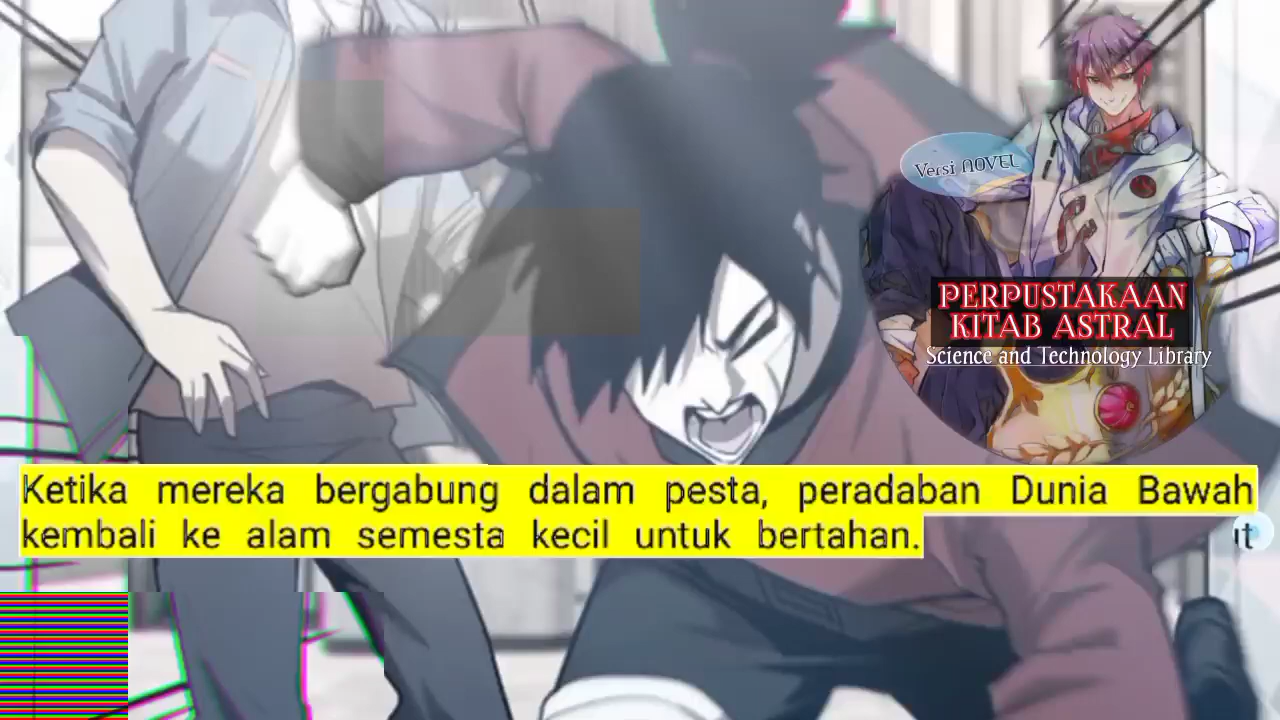 Versi NOVEL
PERPUSTAKAAN
KITAB ASTRAL
Science and Technology Library
Ketika mereka bergabung dalam pesta, peradaban Dunia Bawah
kembali ke alam semesta kecil untuk bertahan.